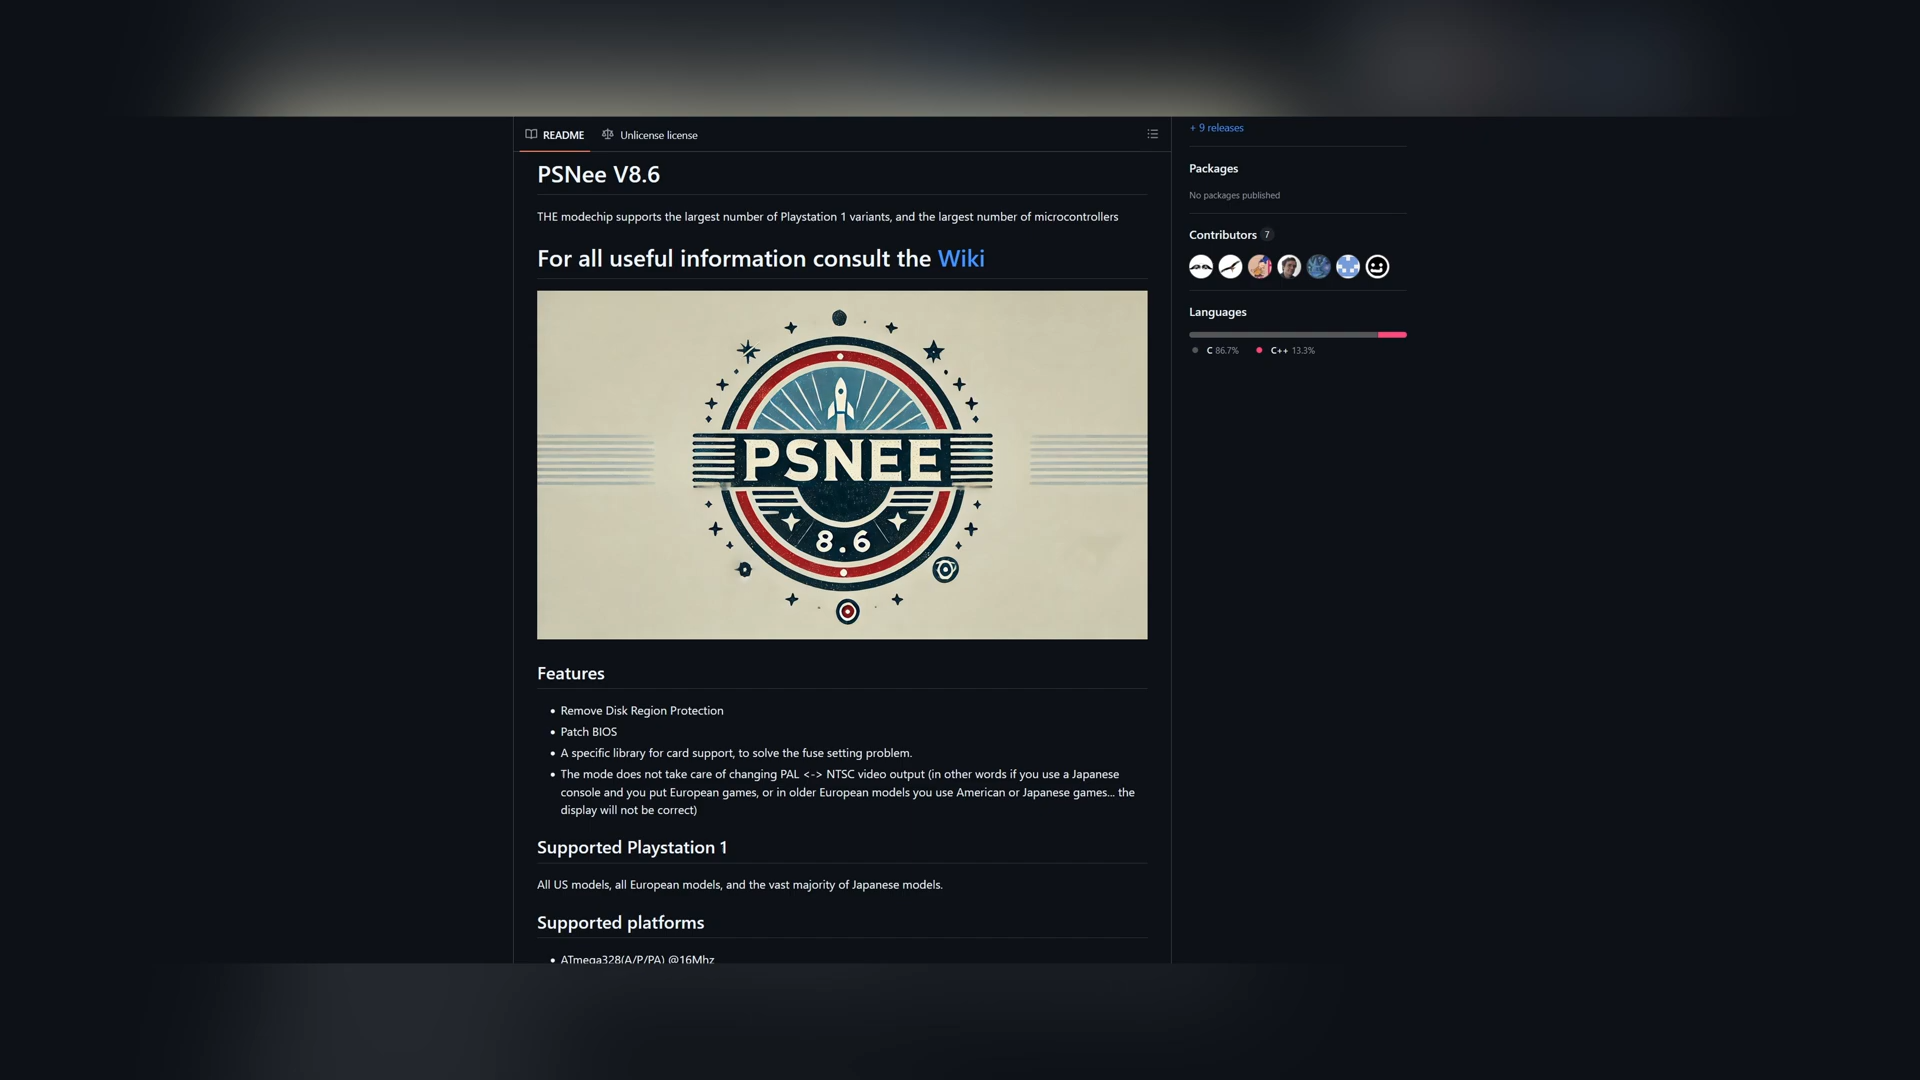 README
Unlicense license
PSNee V8.6
THE modechip supports the largest number of Playstation 1 variants, and the largest number of microcontrollers
For all useful information consult the Wiki
PSNEE
8.6
Features
• Remove Disk Region Protection
• Patch BIOS
• A specific library for card support, to solve the fuse setting problem.
• The mode does not take care of changing PAL <-> NTSC video output (in other words if you use a Japanese
console and you put European games, or in older European models you use American or Japanese games... the
display will not be correct)
Supported Playstation 1
All US models, all European models, and the vast majority of Japanese models.
Supported platforms
• ATmega328(A/P/PA) @16Mhz
+ 9 releases
Packages
No packages published
Contributors 7
Languages
C 86.7% C++ 13.3%